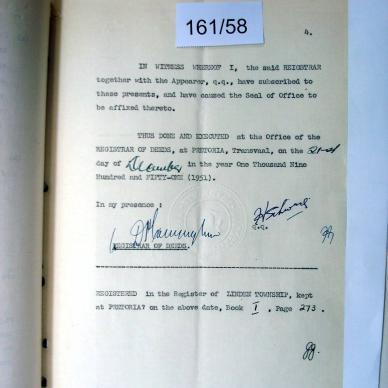 161/58
4.
IN WITNESS WHEREOF I, the said REIGSTRAR
together with the Appearer, q.q., have subscribed to
these presents, and have caused the Seal of Office to
be affixed thereto.
THUS DONE AND EXECUTED at the Office of the
REGISTRAR OF DEEDS, at PRETORIA, Transvaal, on the
day of December in the year One Thousand Nine
Hundred and FIFTY-ONE (1951).
In my presence :
q.q.
REGISTRAR OF DEEDS.
REGISTERED in the Register of LINDEN TOWNSHIP, kept
at PRETORIA? on the above date, Book I, Page 273.